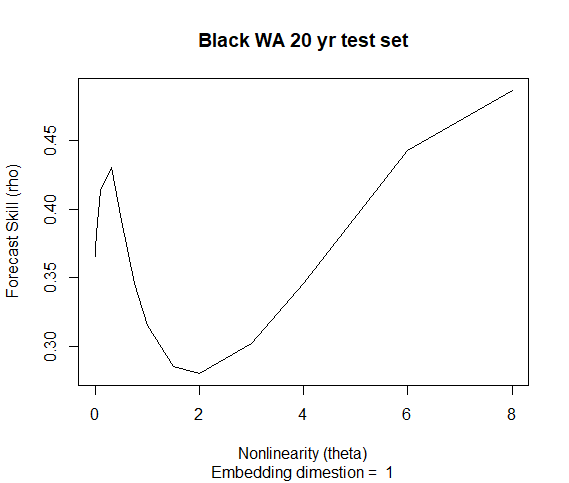 Black WA 20 yr test set
Forecast Skill (rho)
0.45
0.40
0.35
0.30
0 2 4 6 8
Nonlinearity (theta)
Embedding dimestion = 1